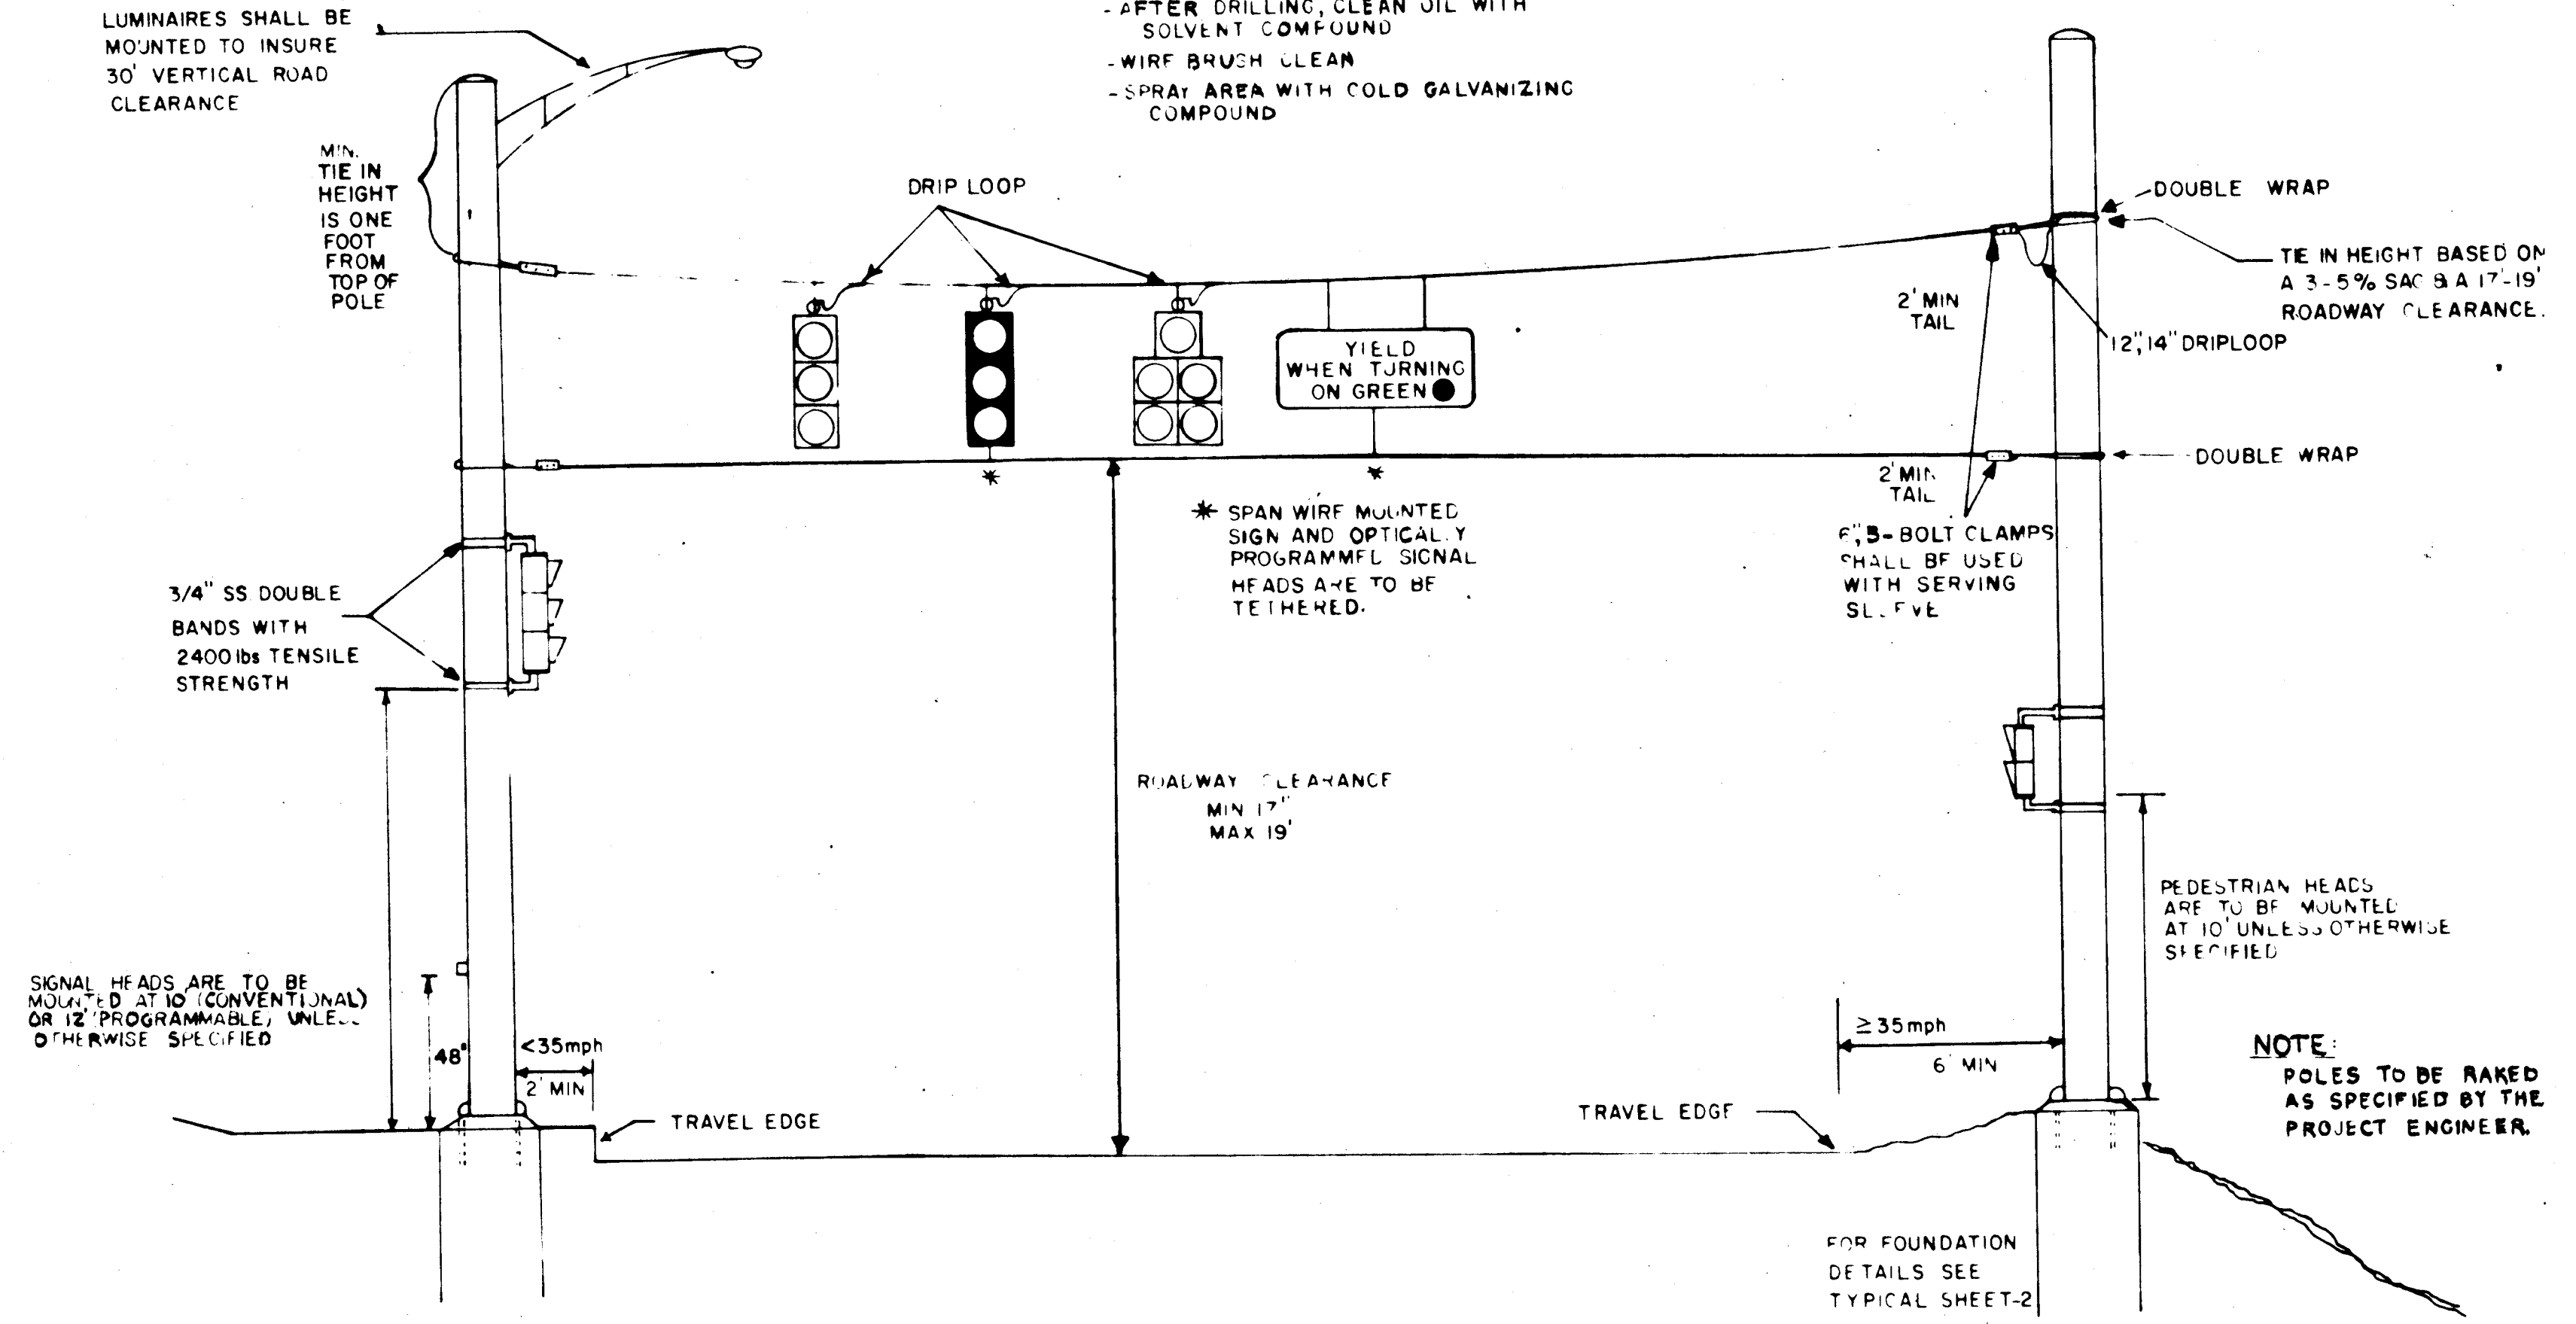 LUMINAIRES SHALL BE
MOUNTED TO INSURE
30' VERTICAL ROAD
CLEARANCE
- AFTER DRILLING, CLEAN OIL WITH
SOLVENT COMPOUND
- WIRE BRUSH CLEAN
- SPRAY AREA WITH COLD GALVANIZING
COMPOUND
MIN.
TIE IN
HEIGHT
IS ONE
FOOT
FROM
TOP OF
POLE
DRIP LOOP
DOUBLE WRAP
TIE IN HEIGHT BASED ON
A 3-5% SAG & A 17'-19'
ROADWAY CLEARANCE.
2' MIN
TAIL
12", 14" DRIPLOOP
YIELD
WHEN TURNING
ON GREEN
DOUBLE WRAP
2' MIN
TAIL
* SPAN WIRE MOUNTED
SIGN AND OPTICALLY
PROGRAMMED SIGNAL
HEADS ARE TO BE
TETHERED.
6", 3-BOLT CLAMPS
SHALL BE USED
WITH SERVING
SLEEVE
3/4" SS DOUBLE
BANDS WITH
2400 lbs TENSILE
STRENGTH
ROADWAY CLEARANCE
MIN 17"
MAX 19'
PEDESTRIAN HEADS
ARE TO BE MOUNTED
AT 10' UNLESS OTHERWISE
SPECIFIED
SIGNAL HEADS ARE TO BE
MOUNTED AT 10' (CONVENTIONAL)
OR 12' (PROGRAMMABLE) UNLESS
OTHERWISE SPECIFIED
48"
<35mph
2' MIN
≥35mph
6' MIN
NOTE:
POLES TO BE RAKED
AS SPECIFIED BY THE
PROJECT ENGINEER.
TRAVEL EDGE
TRAVEL EDGE
FOR FOUNDATION
DETAILS SEE
TYPICAL SHEET-2